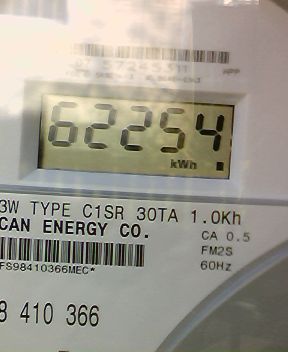 62254
kWh
3W TYPE C1SR 30TA 1.0Kh
CAN ENERGY CO.
CA 0.5
FM2S
60Hz
FS98410366MEC*
8 410 366